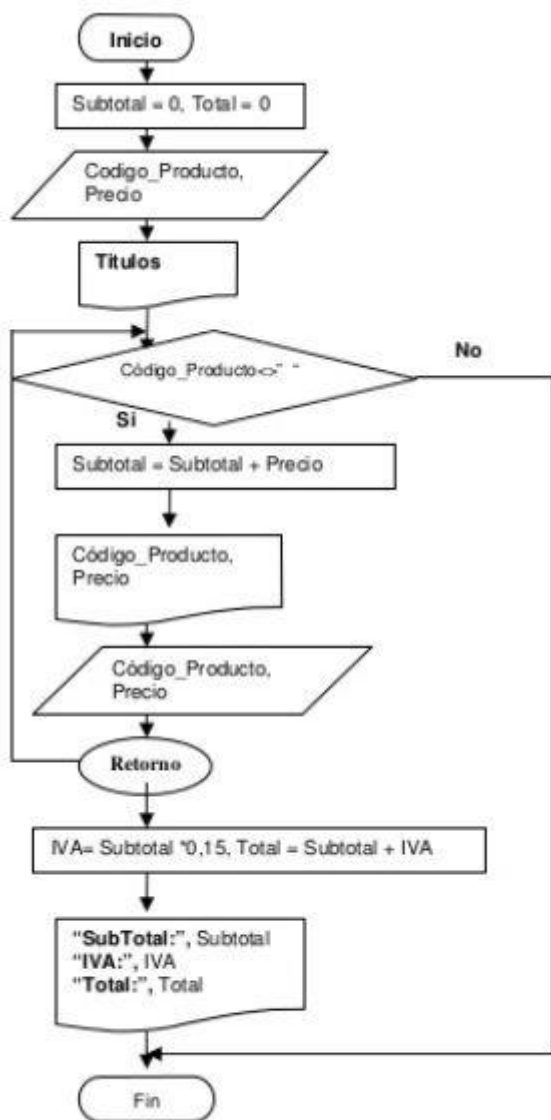 Inicio
Subtotal = 0, Total = 0
Codigo_Producto,
Precio
Titulos
No
Código_Producto<>" "
Si
Subtotal = Subtotal + Precio
Código_Producto,
Precio
Código_Producto,
Precio
Retorno
IVA= Subtotal *0,15, Total = Subtotal + IVA
“SubTotal:”, Subtotal
“IVA:”, IVA
“Total:”, Total
Fin